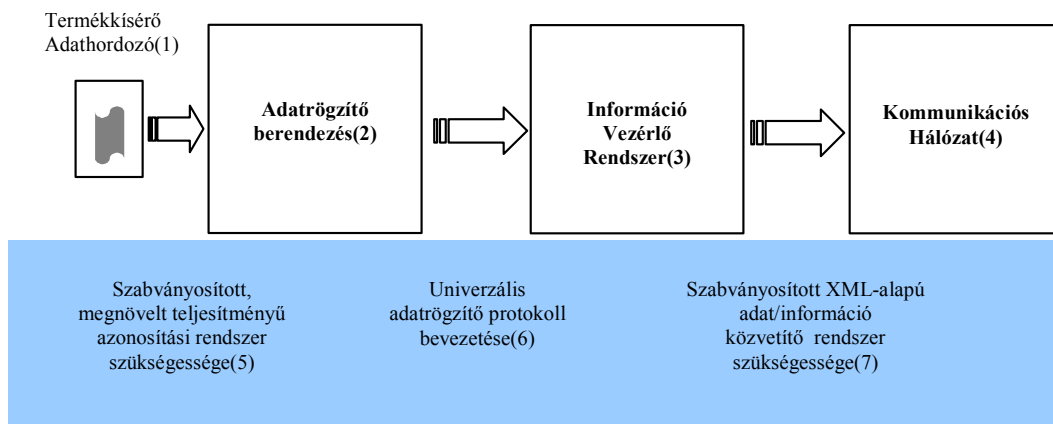 Termékkísérő
Adathordozó(1)
Adatrögzítő
berendezés(2)
Információ
Vezérlő
Rendszer(3)
Kommunikációs
Hálózat(4)
Szabványosított,
megnövelt teljesítményű
azonosítási rendszer
szükségessége(5)
Univerzális
adatrögzítő protokoll
bevezetése(6)
Szabványosított XML-alapú
adat/információ
közvetítő rendszer
szükségessége(7)